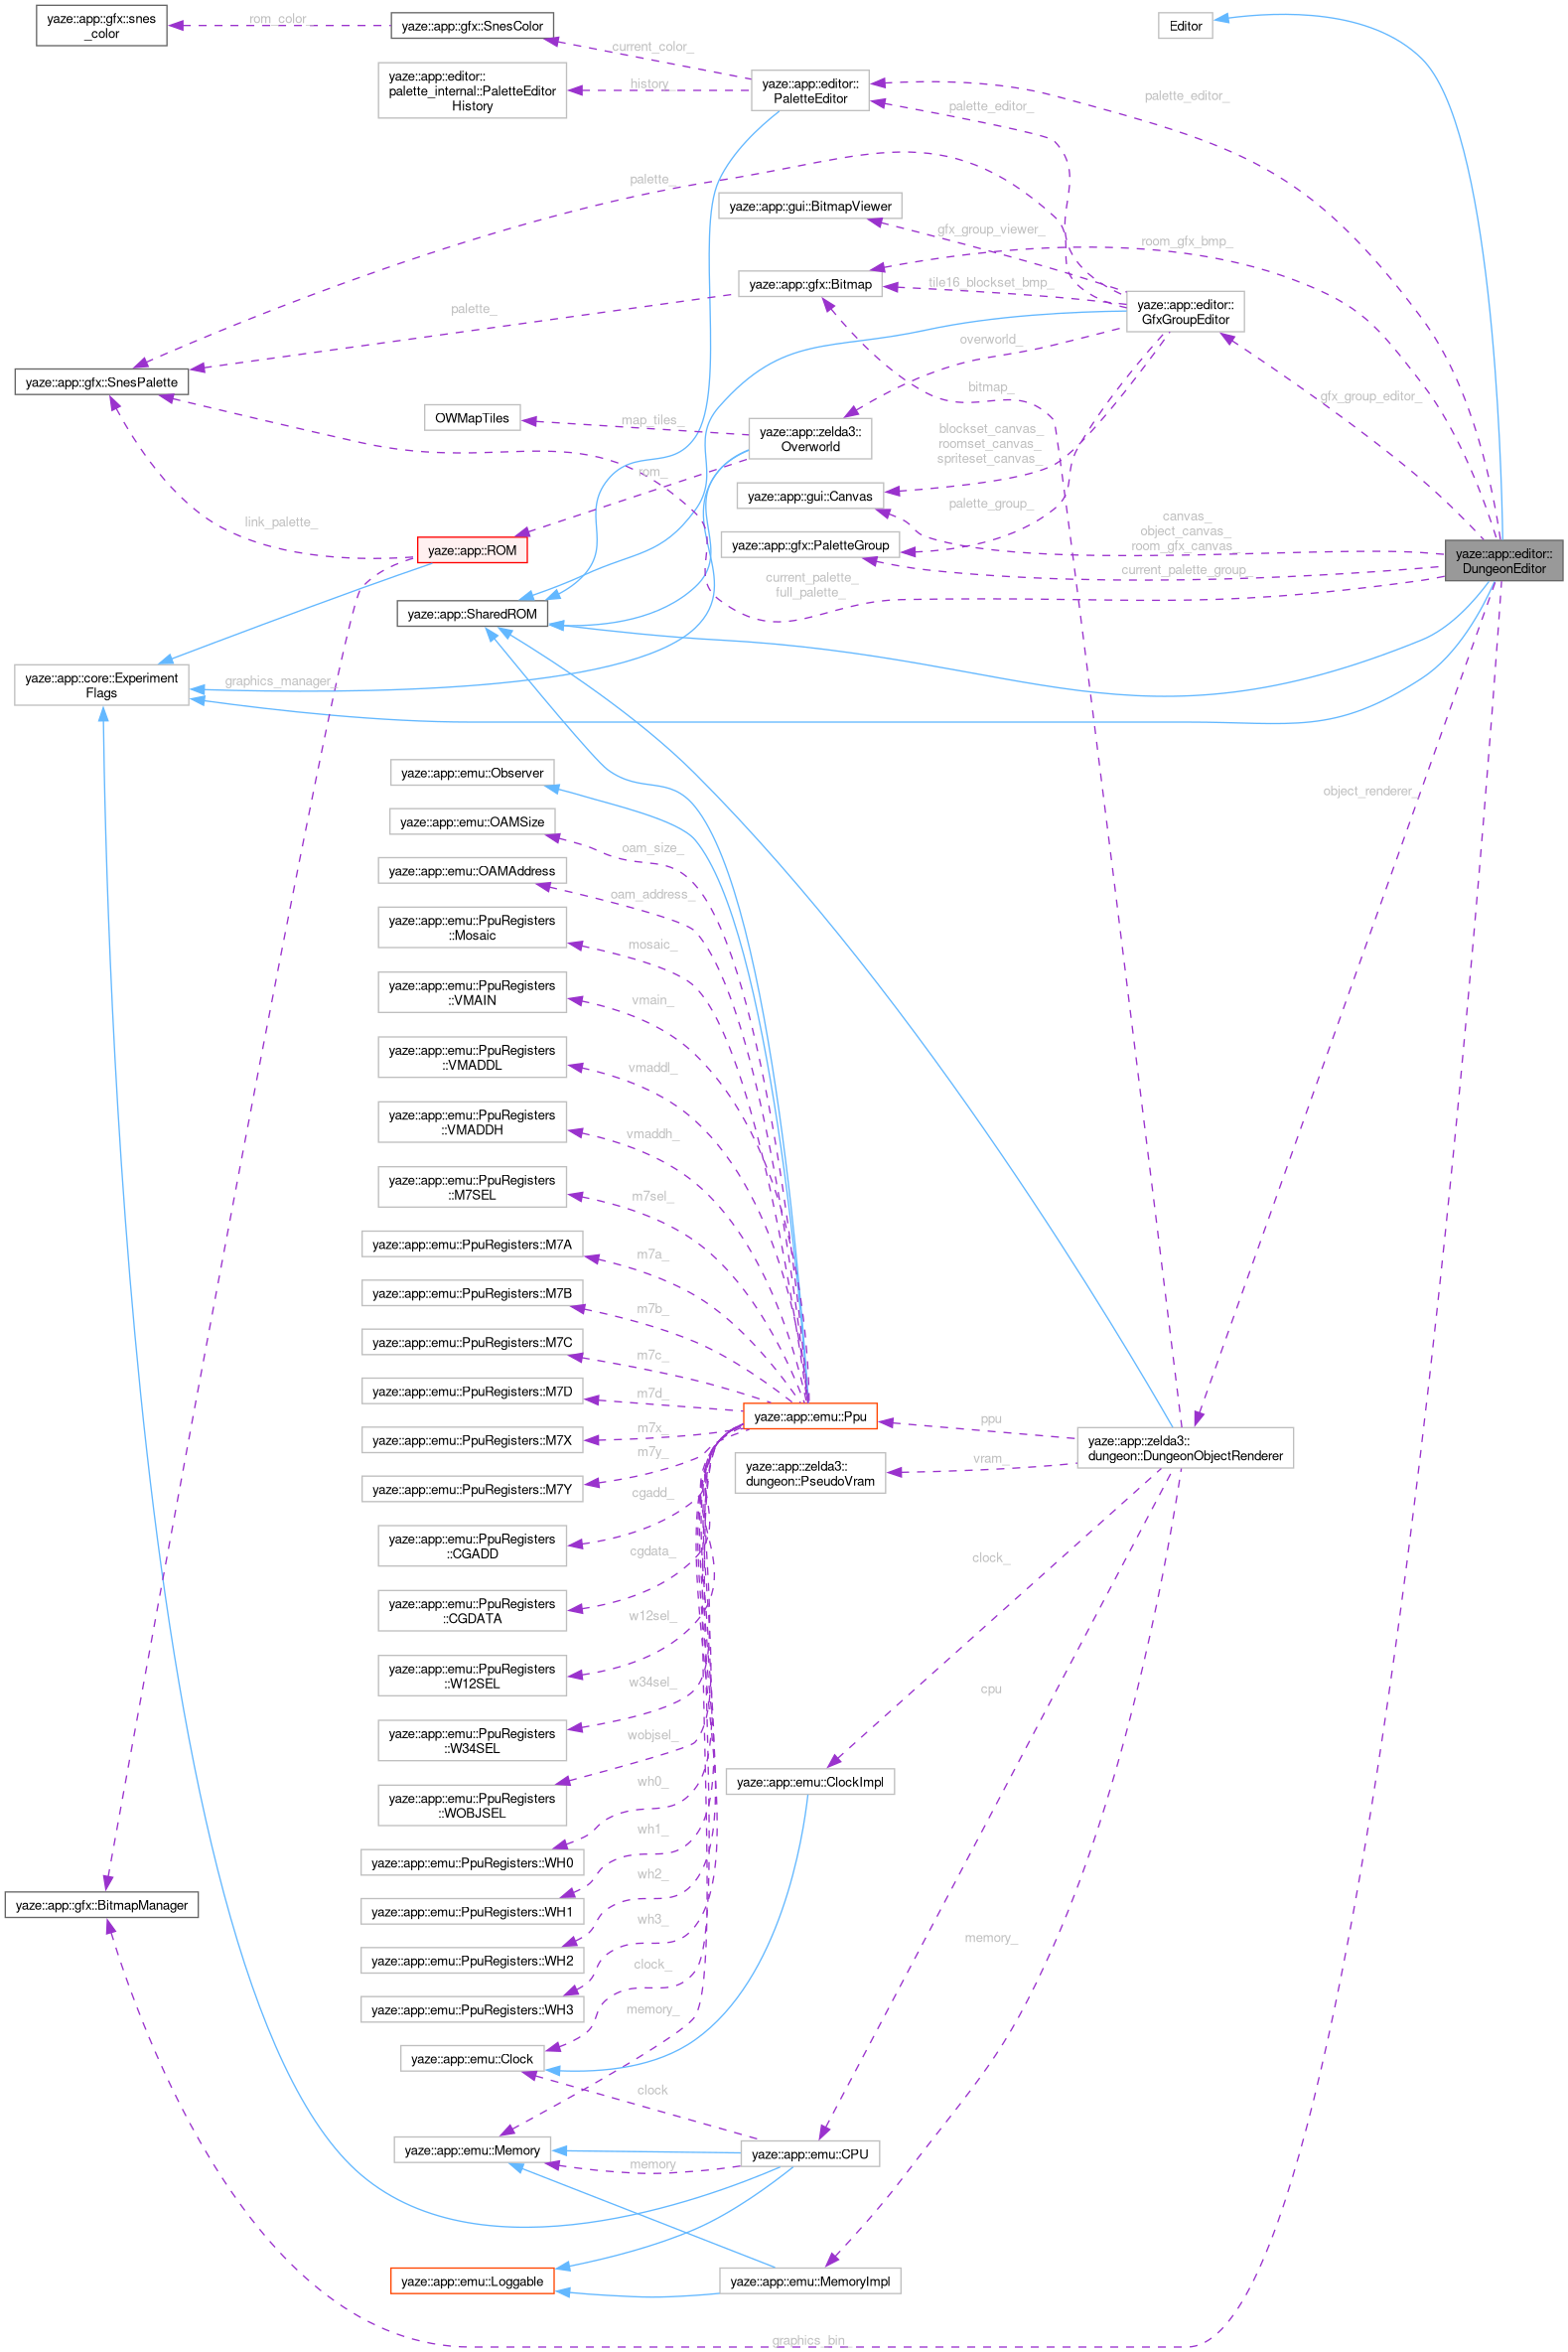 yaze::app::gfx::snes
_color
rom_color_
yaze::app::gfx::SnesColor
current_color_
Editor
yaze::app::editor::
palette_internal::PaletteEditor
History
history_
yaze::app::editor::
PaletteEditor
palette_editor_
palette_editor_
palette_
yaze::app::gui::BitmapViewer
gfx_group_viewer_
room_gfx_bmp_
yaze::app::gfx::Bitmap
tile16_blockset_bmp_
yaze::app::editor::
GfxGroupEditor
palette_
overworld_
yaze::app::gfx::SnesPalette
bitmap_
gfx_group_editor_
OWMapTiles
map_tiles_
yaze::app::zelda3::
Overworld
blockset_canvas_
roomset_canvas_
spriteset_canvas_
rom_
yaze::app::gui::Canvas
palette_group_
link_palette_
canvas_
object_canvas_
room_gfx_canvas_
yaze::app::ROM
yaze::app::gfx::PaletteGroup
current_palette_group_
yaze::app::editor::
DungeonEditor
current_palette_
full_palette_
yaze::app::SharedROM
yaze::app::core::Experiment
Flags
graphics_manager_
yaze::app::emu::Observer
object_renderer_
yaze::app::emu::OAMSize
oam_size_
yaze::app::emu::OAMAddress
oam_address_
yaze::app::emu::PpuRegisters
::Mosaic
mosaic_
yaze::app::emu::PpuRegisters
::VMAIN
vmain_
yaze::app::emu::PpuRegisters
::VMADDL
vmaddl_
yaze::app::emu::PpuRegisters
::VMADDH
vmaddh_
yaze::app::emu::PpuRegisters
::M7SEL
m7sel_
yaze::app::emu::PpuRegisters::M7A
m7a_
yaze::app::emu::PpuRegisters::M7B
m7b_
yaze::app::emu::PpuRegisters::M7C
m7c_
yaze::app::emu::PpuRegisters::M7D
m7d_
yaze::app::emu::Ppu
ppu
yaze::app::zelda3::
dungeon::DungeonObjectRenderer
yaze::app::emu::PpuRegisters::M7X
m7x_
m7y_
vram_
yaze::app::zelda3::
dungeon::PseudoVram
yaze::app::emu::PpuRegisters::M7Y
cgadd_
yaze::app::emu::PpuRegisters
::CGADD
cgdata_
clock_
yaze::app::emu::PpuRegisters
::CGDATA
w12sel_
yaze::app::emu::PpuRegisters
::W12SEL
w34sel_
cpu
yaze::app::emu::PpuRegisters
::W34SEL
wobjsel_
yaze::app::emu::PpuRegisters
::WOBJSEL
wh0_
yaze::app::emu::ClockImpl
wh1_
yaze::app::emu::PpuRegisters::WH0
wh2_
yaze::app::gfx::BitmapManager
yaze::app::emu::PpuRegisters::WH1
wh3_
memory_
yaze::app::emu::PpuRegisters::WH2
clock_
yaze::app::emu::PpuRegisters::WH3
memory_
yaze::app::emu::Clock
clock
yaze::app::emu::Memory
yaze::app::emu::CPU
memory
yaze::app::emu::Loggable
yaze::app::emu::MemoryImpl
graphics_bin_